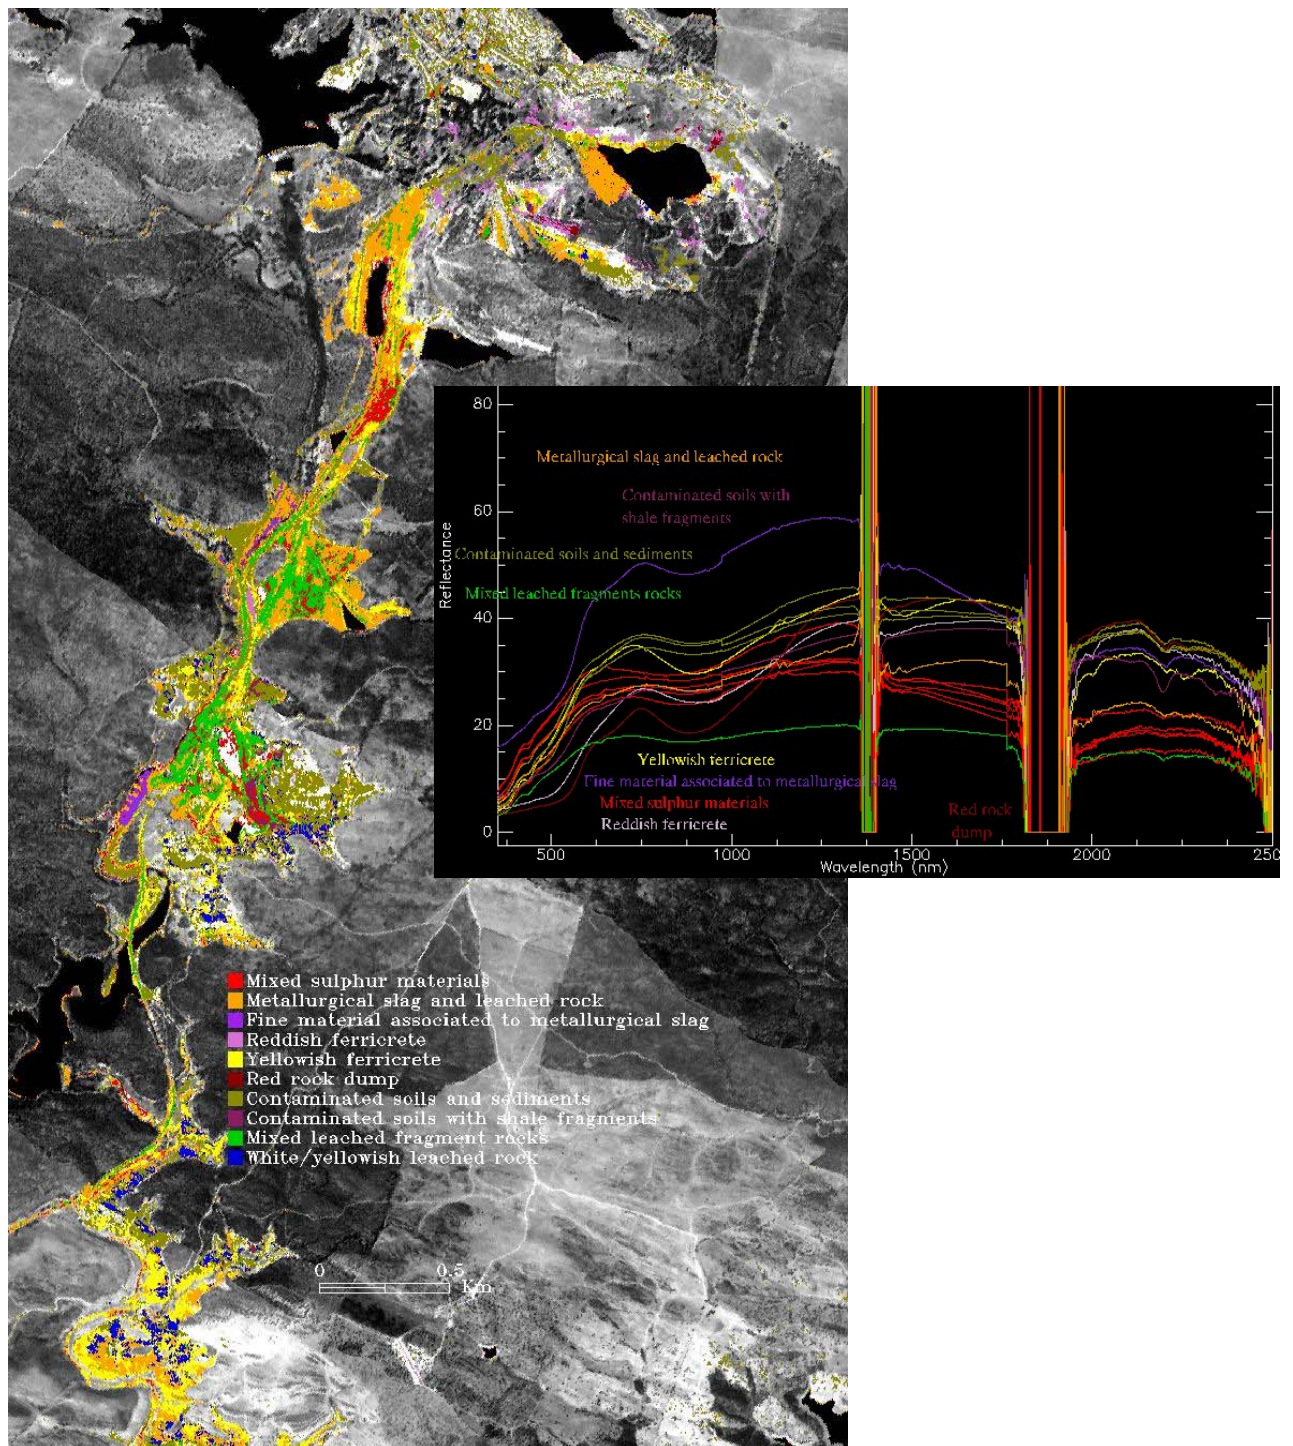 80
Metallurgical slag and leached rock
Contaminated soils with
shale fragments
60
Contaminated soils and sediments
Reflectance
Mixed leached fragments rocks
40
20
Yellowish ferricrete
Fine material associated to metallurgical slag
Mixed sulphur materials
Red rock
dump
Reddish ferricrete
0
500 1000 1500 2000 250
Wavelength (nm)
Mixed sulphur materials
Metallurgical slag and leached rock
Fine material associated to metallurgical slag
Reddish ferricrete
Yellowish ferricrete
Red rock dump
Contaminated soils and sediments
Contaminated soils with shale fragments
Mixed leached fragment rocks
White/yellowish leached rock
0 0.5
Km